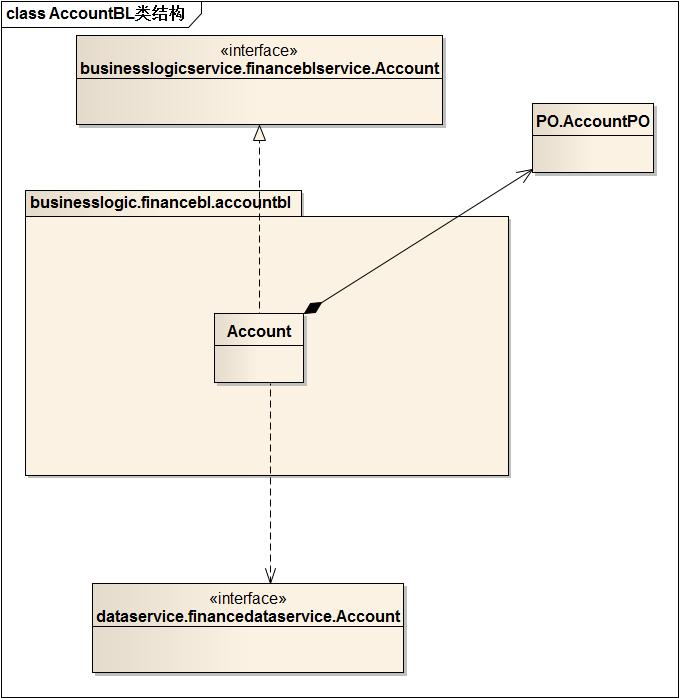 class AccountBL类结构
«interface»
businesslogicservice.financeblservice.Account
PO.AccountPO
businesslogic.financebl.accountbl
Account
«interface»
dataservice.financedataservice.Account